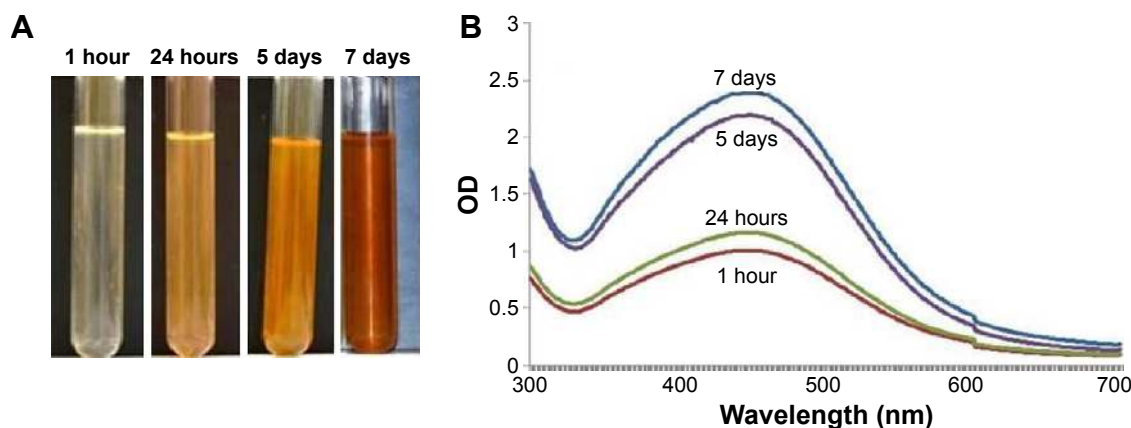 A
1 hour 24 hours 5 days 7 days
B
3
2.5
2
1.5
1
0.5
0
OD
7 days
5 days
24 hours
1 hour
300 400 500 600 700
Wavelength (nm)